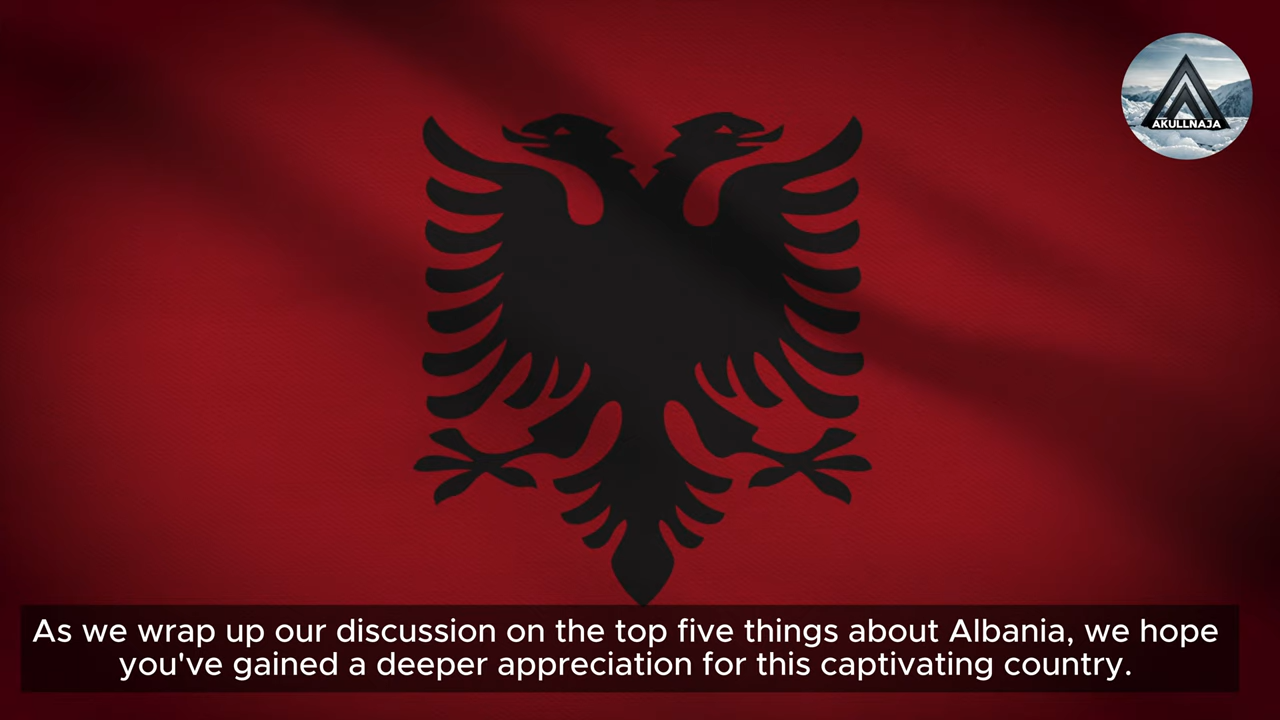 AKULLNAJA
As we wrap up our discussion on the top five things about Albania, we hope
you've gained a deeper appreciation for this captivating country.